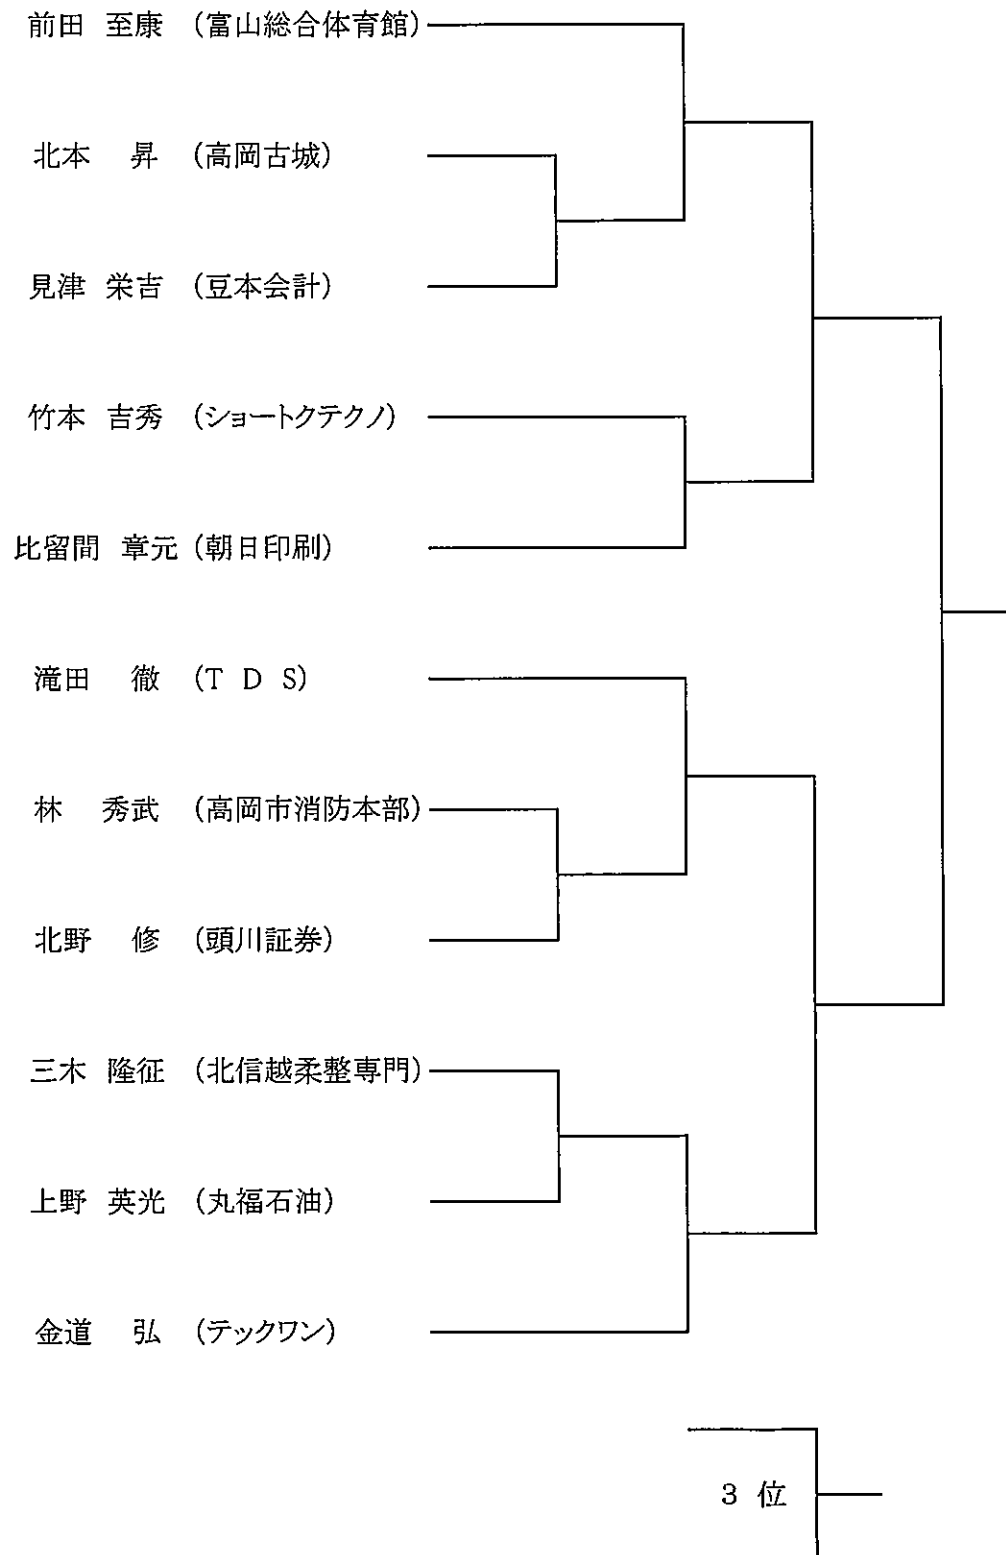 前田 至康 (富山総合体育館)
北本 昇 (高岡古城)
見津 栄吉 (豆本会計)
竹本 吉秀 (ショートクテクノ)
比留間 章元 (朝日印刷)
滝田 徹 (T D S)
林 秀武 (高岡市消防本部)
北野 修 (頭川証券)
三木 隆征 (北信越柔整専門)
上野 英光 (丸福石油)
金道 弘 (テックワン)
3 位